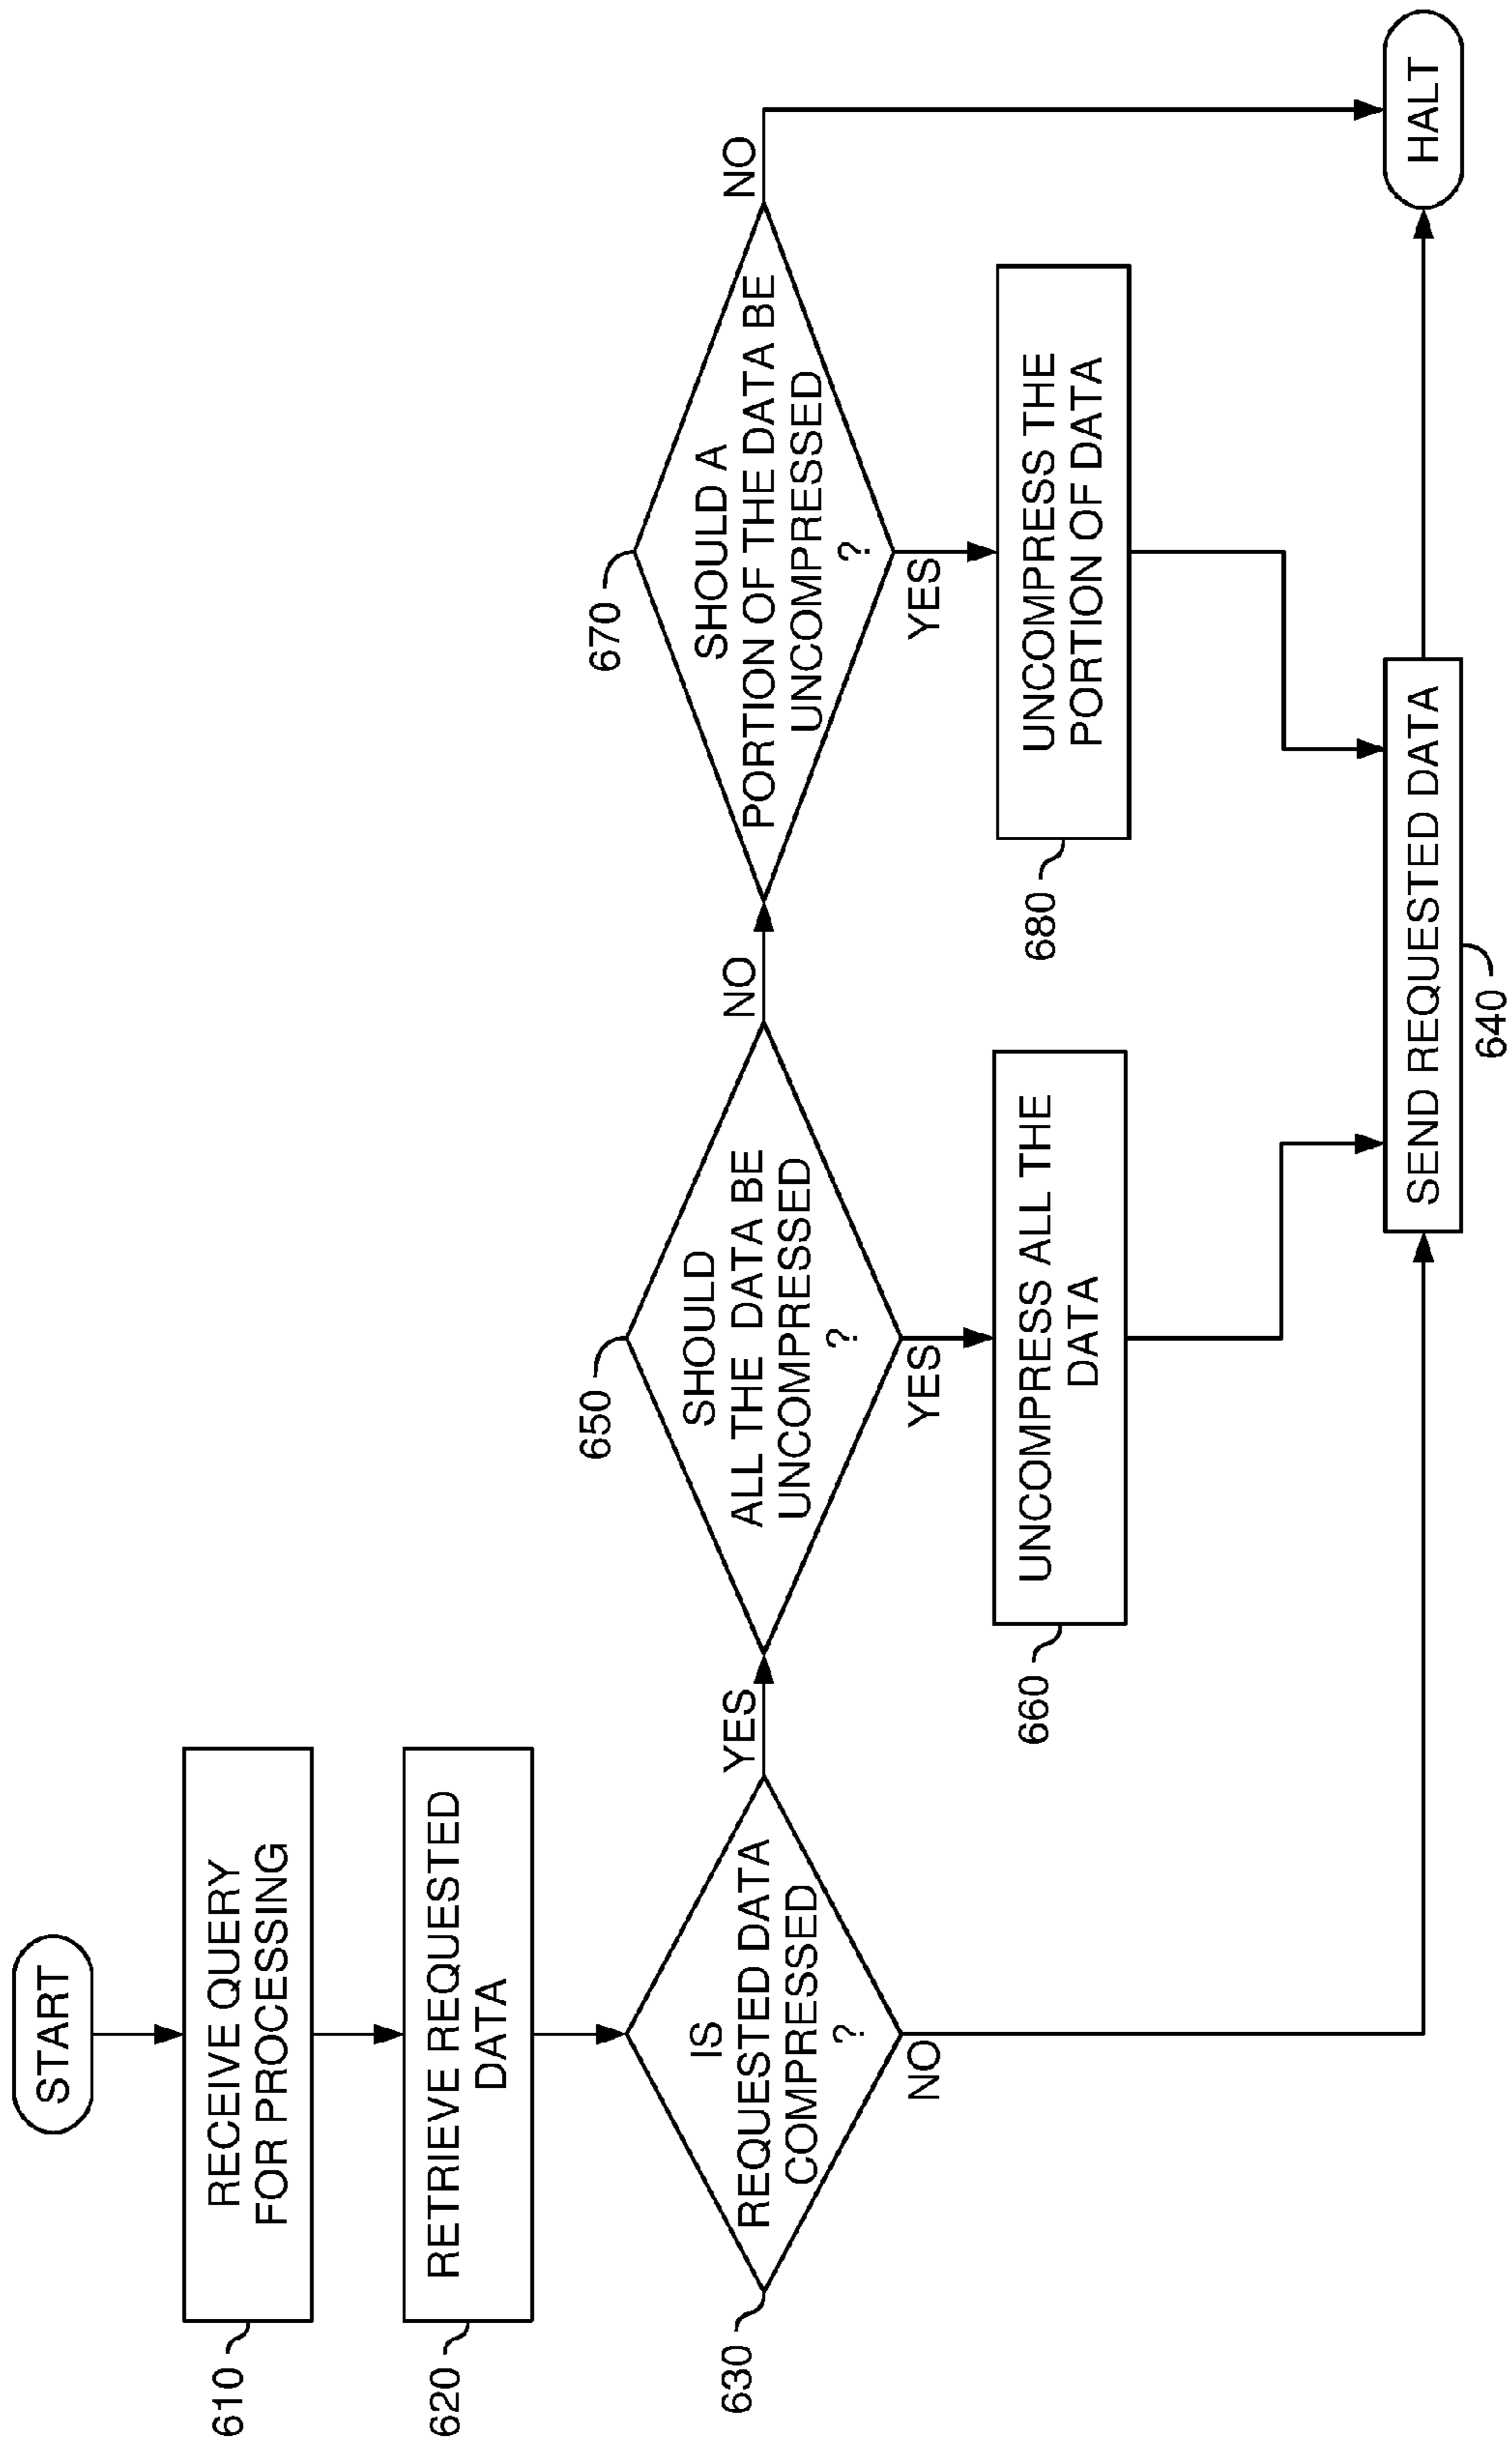 START
610
RECEIVE QUERY
FOR PROCESSING
620
RETRIEVE REQUESTED
DATA
630
IS
REQUESTED DATA
COMPRESSED
?
YES
NO
650
SHOULD
ALL THE DATA BE
UNCOMPRESSED
?
NO
YES
660
UNCOMPRESS ALL THE
DATA
670
SHOULD A
PORTION OF THE DATA BE
UNCOMPRESSED
?
NO
YES
680
UNCOMPRESS THE
PORTION OF DATA
SEND REQUESTED DATA
640
HALT